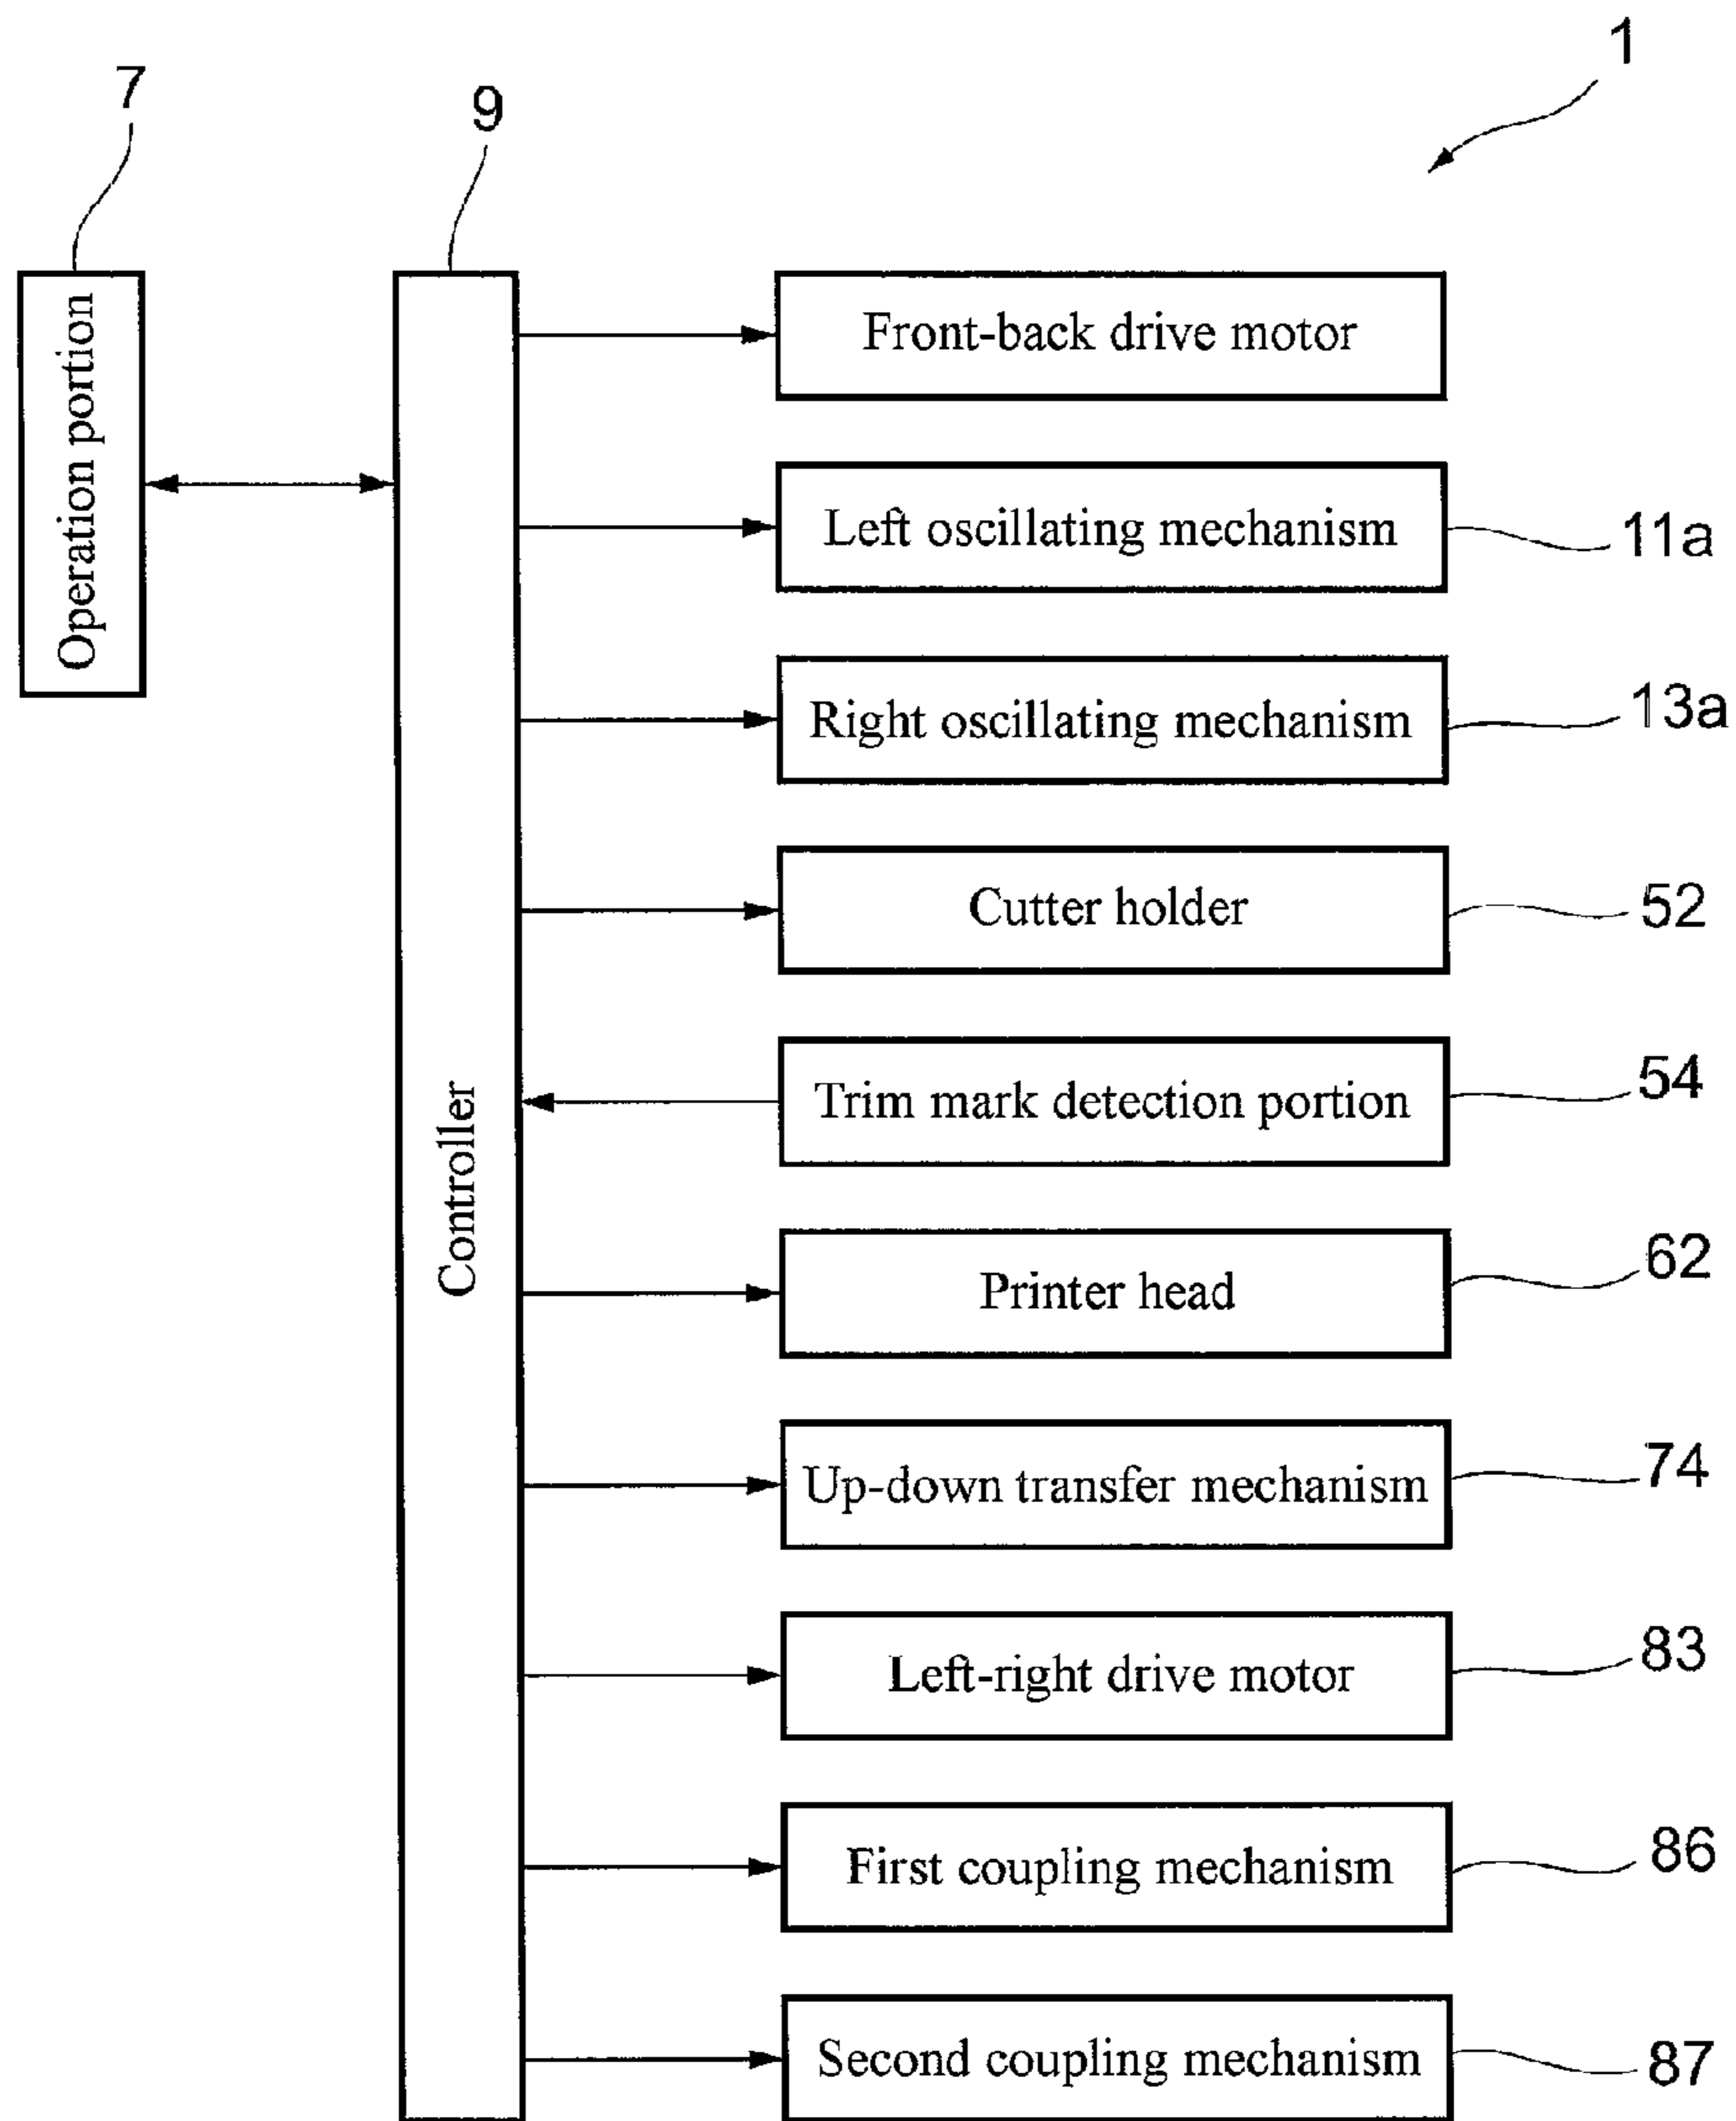 1
7
9
Operation portion
Controller
Front-back drive motor
Left oscillating mechanism
11a
Right oscillating mechanism
13a
Cutter holder
52
Trim mark detection portion
54
Printer head
62
Up-down transfer mechanism
74
Left-right drive motor
83
First coupling mechanism
86
Second coupling mechanism
87